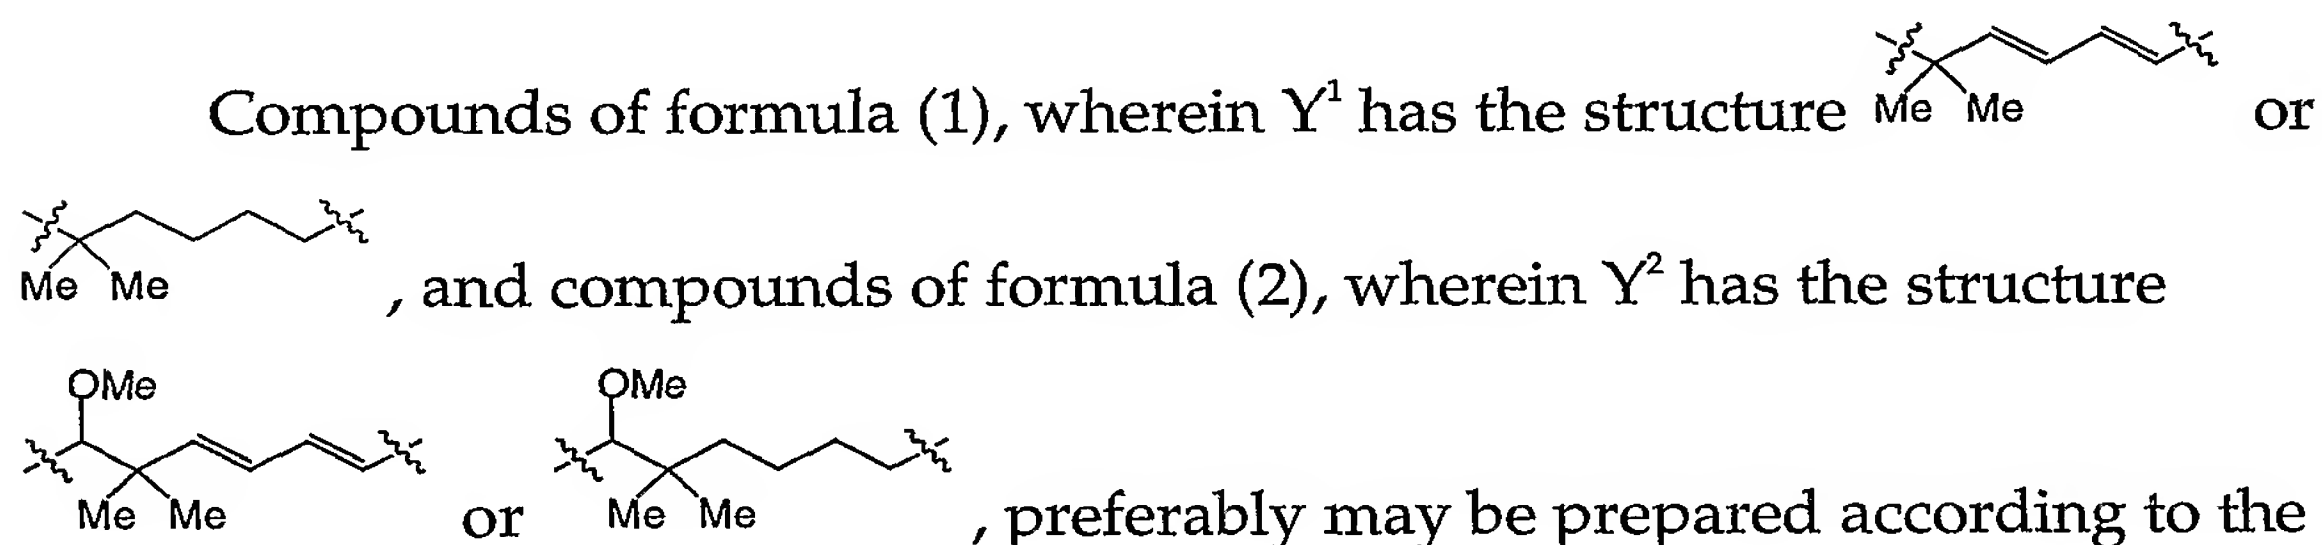 Compounds of formula (1), wherein Y¹ has the structure Me Me or
Me Me , and compounds of formula (2), wherein Y² has the structure
OMe OMe
Me Me or Me Me , preferably may be prepared according to the